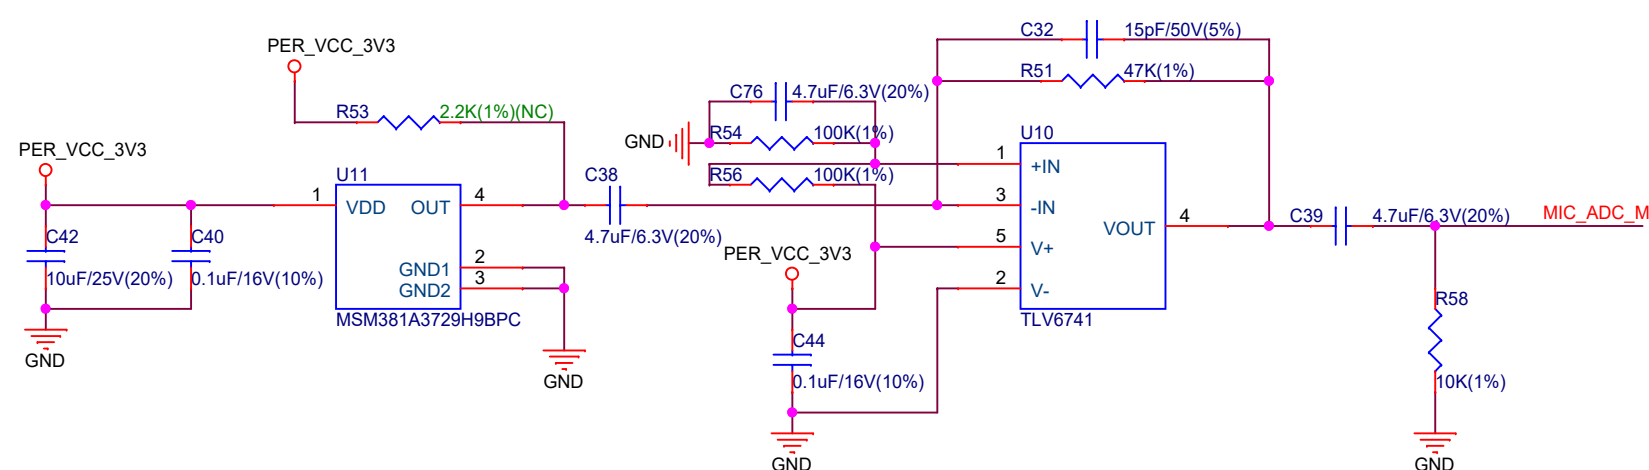 C32 15pF/50V(5%)
PER_VCC_3V3
R51 47K(1%)
C76 4.7uF/6.3V(20%)
R53 2.2K(1%)(NC)
GND R54 100K(1%) U10
PER_VCC_3V3
1 +IN
U11 C38 R56 100K(1%)
1 VDD OUT 4 3 -IN
C42 C40 4.7uF/6.3V(20%) VOUT 4 C39 4.7uF/6.3V(20%) MIC_ADC_M
PER_VCC_3V3 5 V+
10uF/25V(20%) 0.1uF/16V(10%) GND1 2
GND2 3 2 V-
MSM381A3729H9BPC TLV6741 R58
C44
GND
GND 0.1uF/16V(10%) 10K(1%)
GND GND